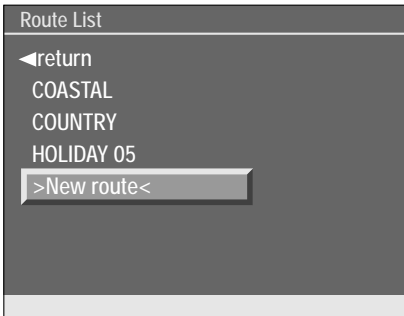 Route List
◄return
COASTAL
COUNTRY
HOLIDAY 05
>New route<